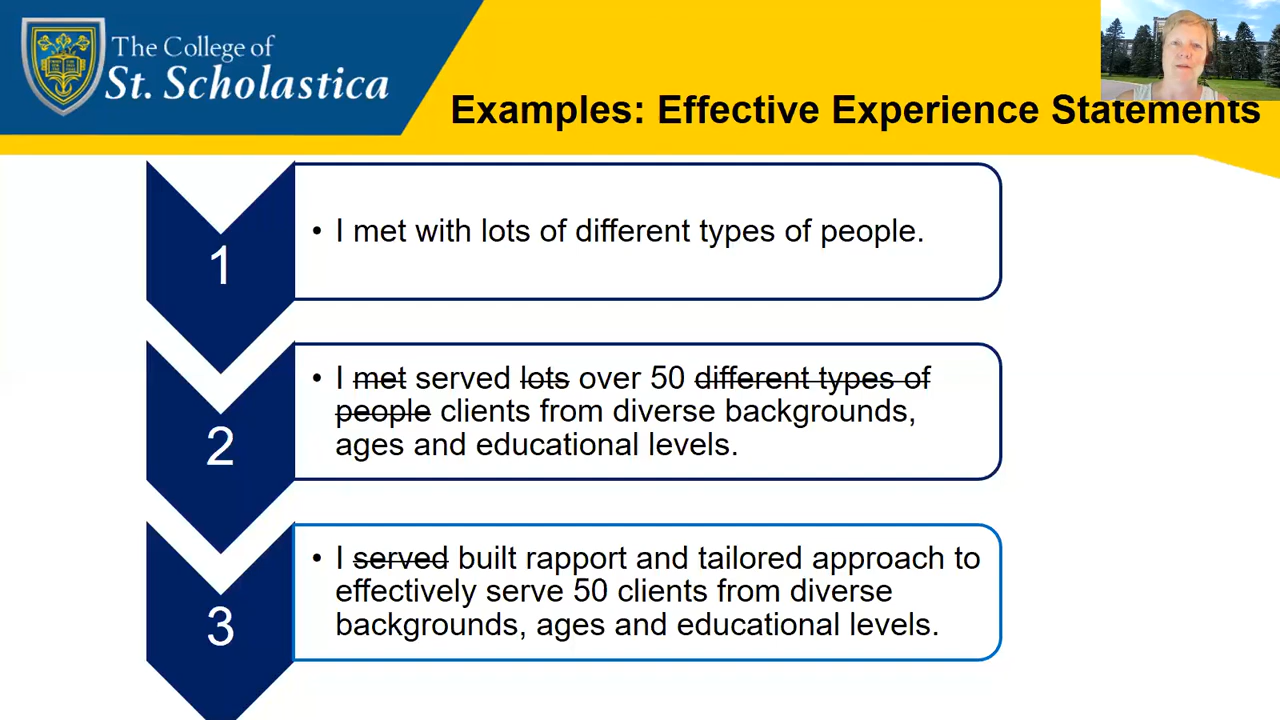 The College of
St. Scholastica
Examples: Effective Experience Statements
1
• I met with lots of different types of people.
2
• I met served lots over 50 different types of
people clients from diverse backgrounds,
ages and educational levels.
3
• I served built rapport and tailored approach to
effectively serve 50 clients from diverse
backgrounds, ages and educational levels.